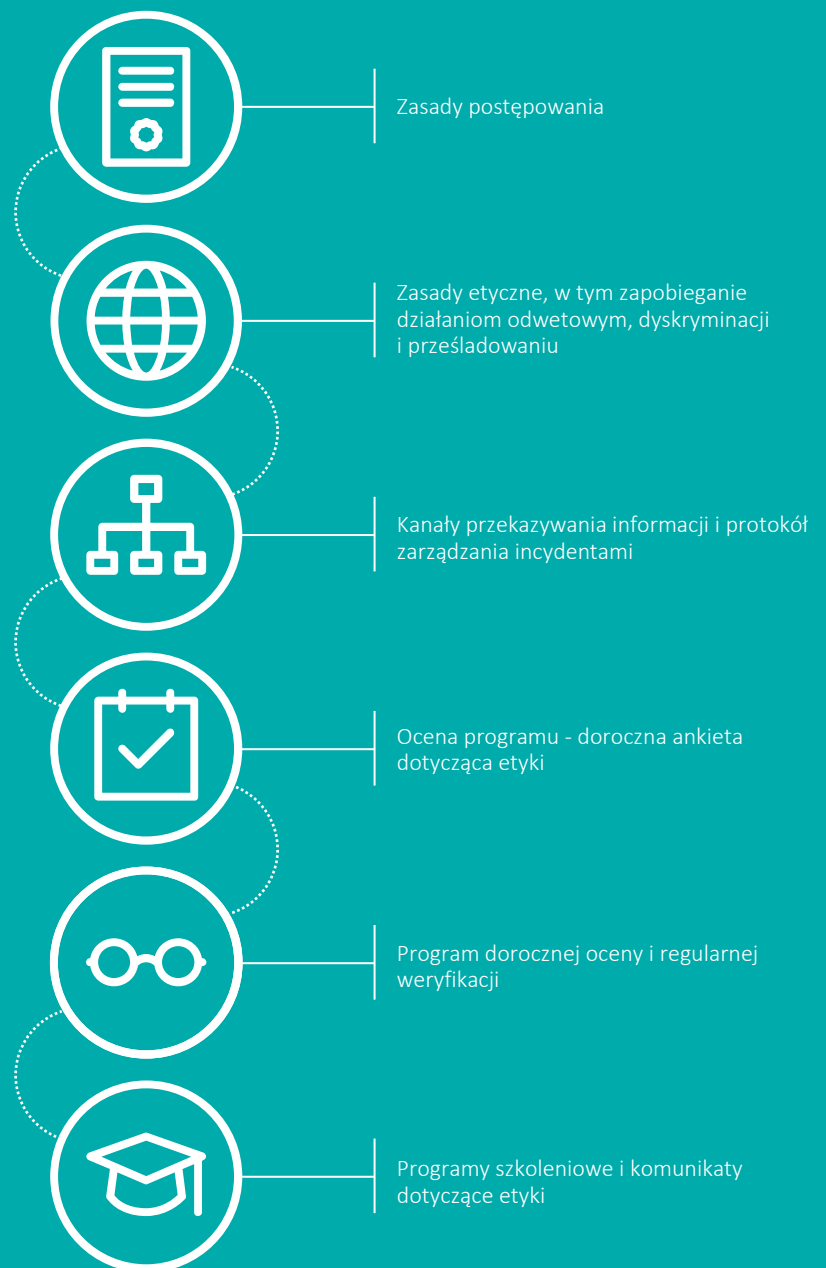 Zasady postępowania
Zasady etyczne, w tym zapobieganie
działaniom odwetowym, dyskryminacji
i prześladowaniu
Kanały przekazywania informacji i protokół
zarządzania incydentami
Ocena programu - doroczna ankieta
dotycząca etyki
Program dorocznej oceny i regularnej
weryfikacji
Programy szkoleniowe i komunikaty
dotyczące etyki